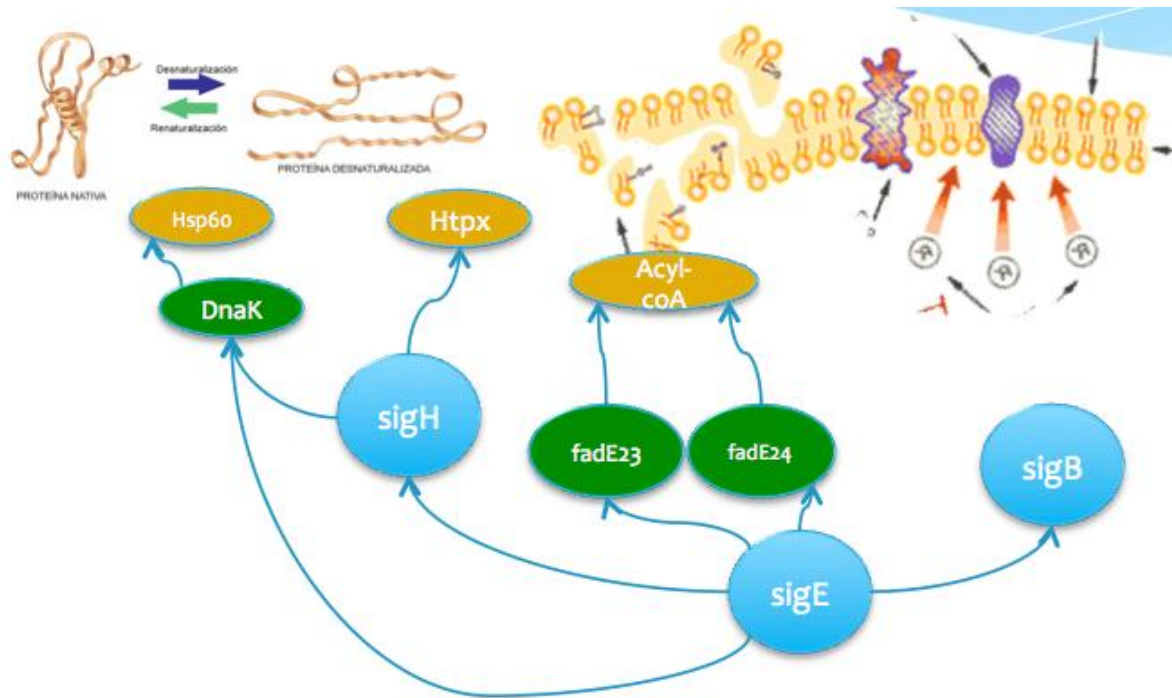 Desnaturalización
Renaturalización
PROTEÍNA NATIVA
PROTEÍNA DESNATURALIZADA
Hsp60
Htpx
Acyl-
coA
DnaK
sigH
fadE23
fadE24
sigB
sigE